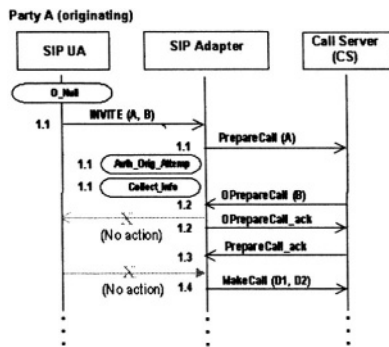 Party A (originating)
SIP UA
SIP Adapter
Call Server
(CS)
O_Null
1.1
INVITE (A, B)
1.1
PrepareCall (A)
1.1
Auth_Orig_Attemp
1.1
Collect_Info
1.2
OPrepareCall (B)
X
(No action)
1.2
OPrepareCall_ack
1.3
PrepareCall_ack
X
(No action)
1.4
MakeCall (D1, D2)